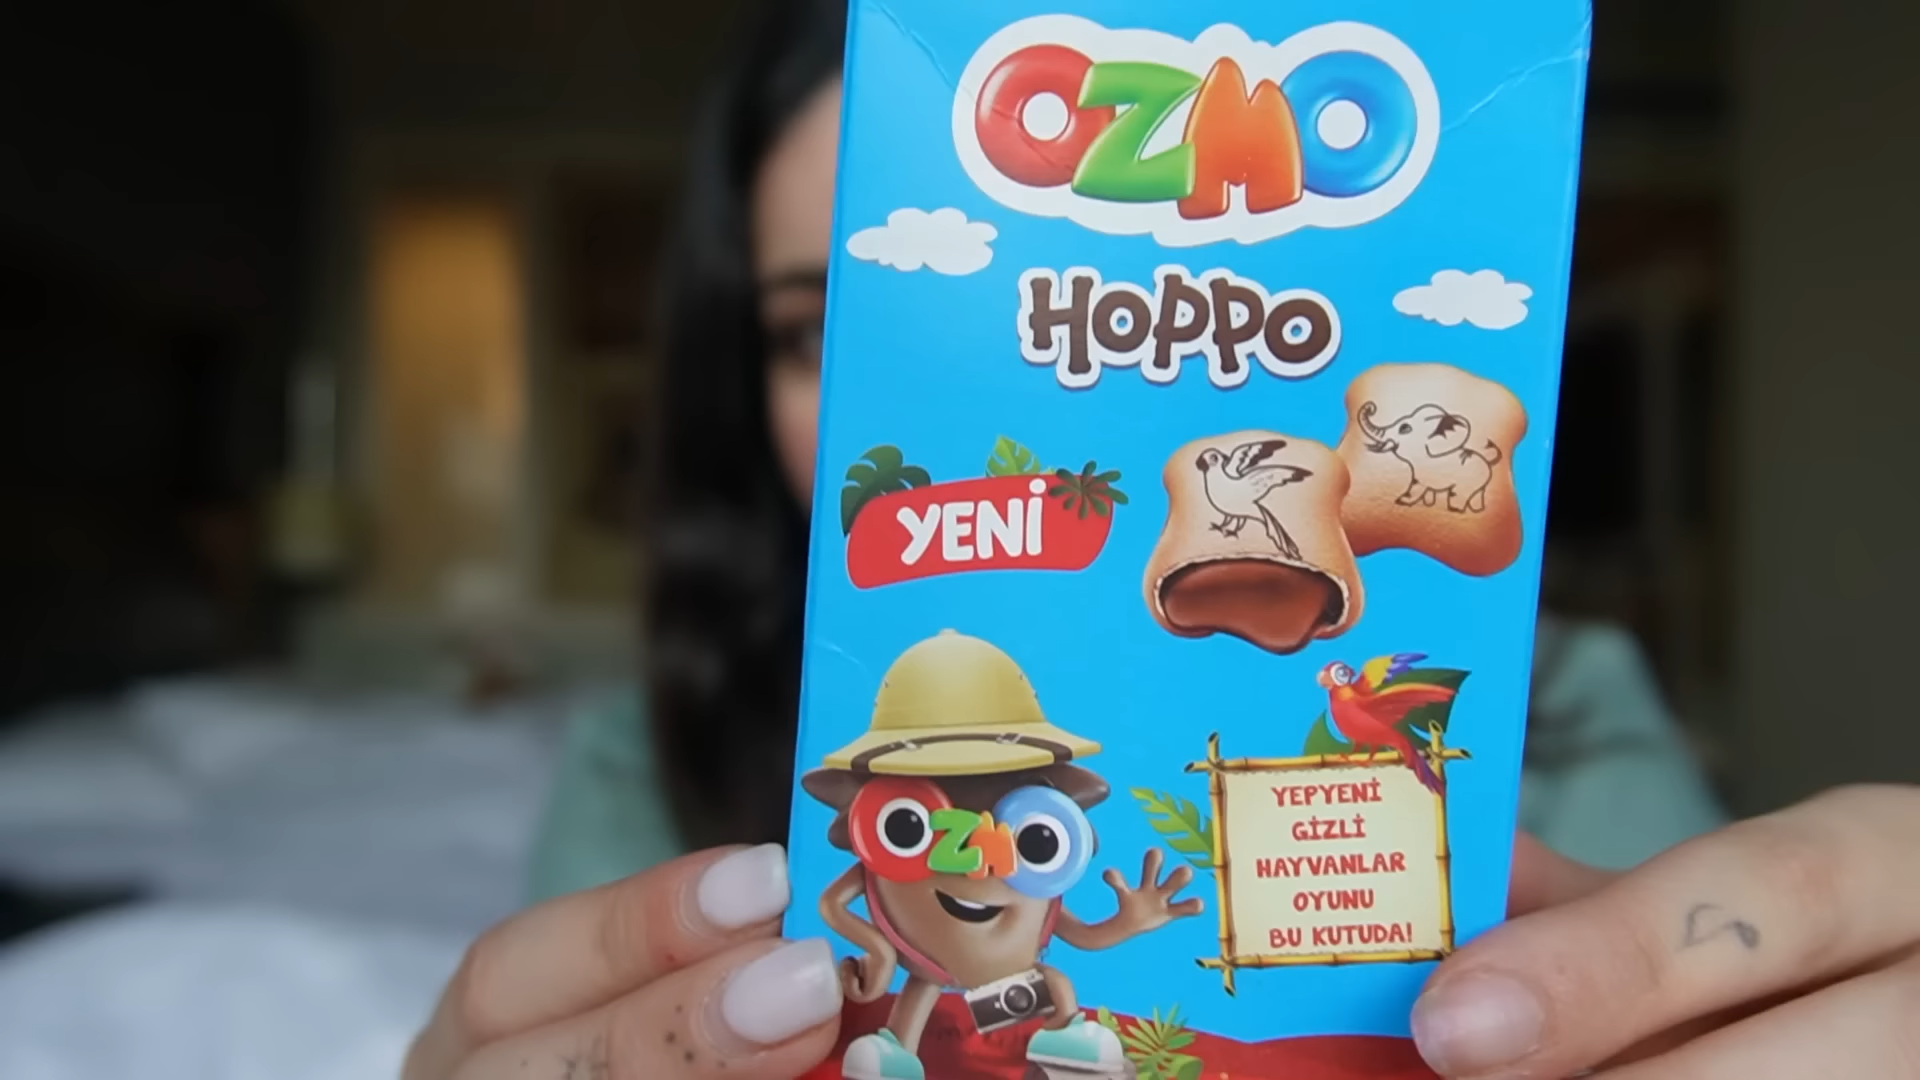 OZMO
HOPPO
YENİ
OZMO
YEPYENİ
GİZLİ
HAYVANLAR
OYUNU
BU KUTUDA!